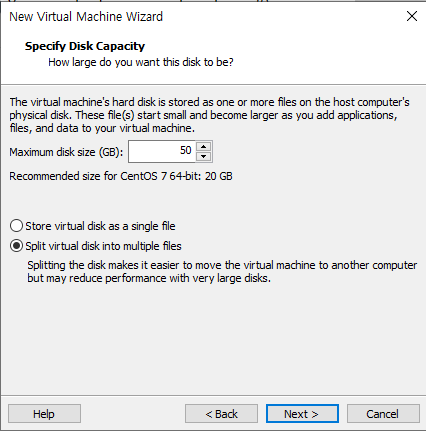 New Virtual Machine Wizard
Specify Disk Capacity
How large do you want this disk to be?
The virtual machine's hard disk is stored as one or more files on the host computer's
physical disk. These file(s) start small and become larger as you add applications,
files, and data to your virtual machine.
Maximum disk size (GB): 50
Recommended size for CentOS 7 64-bit: 20 GB
Store virtual disk as a single file
Split virtual disk into multiple files
Splitting the disk makes it easier to move the virtual machine to another computer
but may reduce performance with very large disks.
Help < Back Next > Cancel